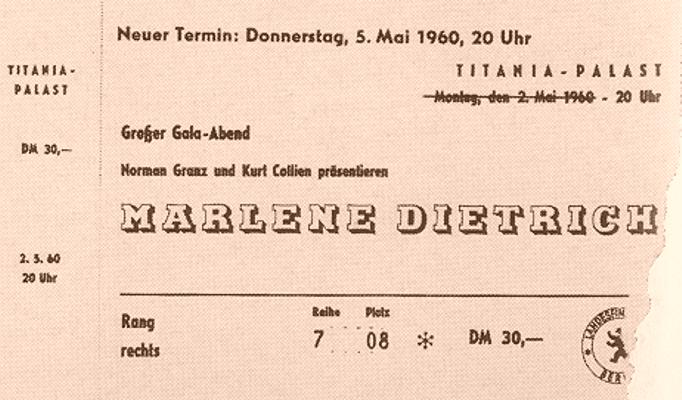 Neuer Termin: Donnerstag, 5. Mai 1960, 20 Uhr
TITANIA-
PALAST
DM 30,—
2. 5. 60
20 Uhr
TITANIA-PALAST
Montag, den 2. Mai 1960 - 20 Uhr
Großer Gala-Abend
Norman Granz und Kurt Collien präsentieren
MARLENE DIETRICH
Rang
rechts
Reihe Platz
7 08 * DM 30,—